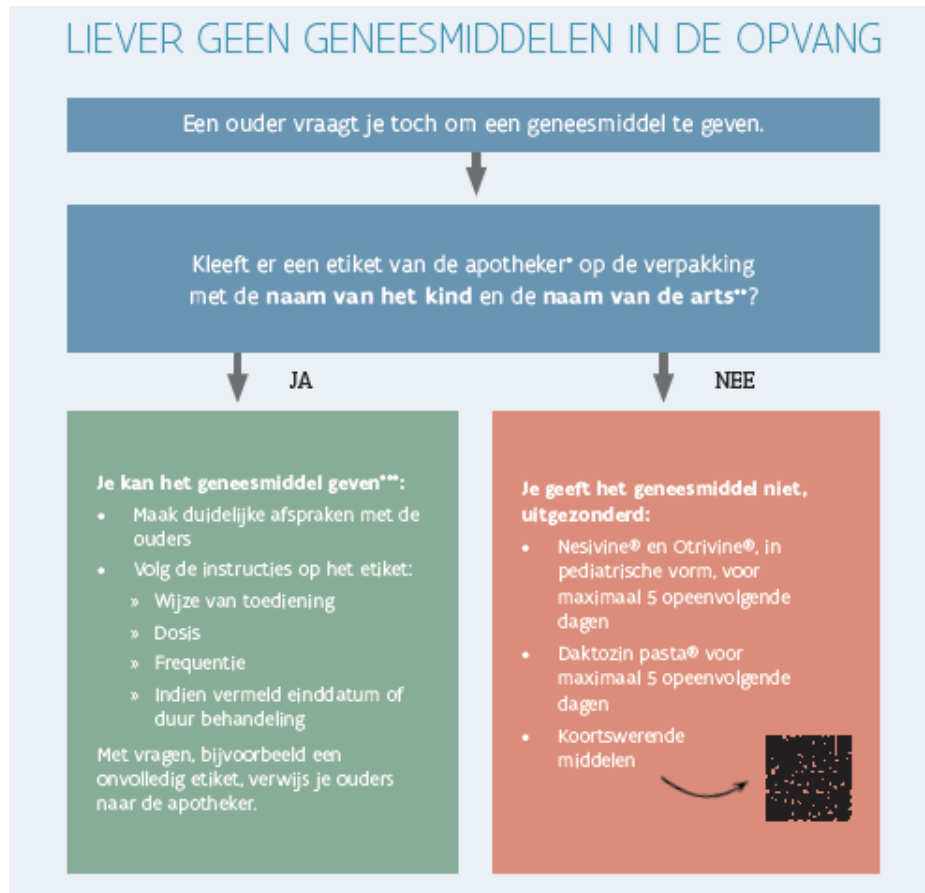 LIEVER GEEN GENEESMIDDELEN IN DE OPVANG
Een ouder vraagt je toch om een geneesmiddel te geven.
Kleeft er een etiket van de apotheker* op de verpakking
met de naam van het kind en de naam van de arts**?
JA
NEE
Je kan het geneesmiddel geven***:
• Maak duidelijke afspraken met de
ouders
• Volg de instructies op het etiket:
» Wijze van toediening
» Dosis
» Frequentie
» Indien vermeld einddatum of
duur behandeling
Met vragen, bijvoorbeeld een
onvolledig etiket, verwijs je ouders
naar de apotheker.
Je geeft het geneesmiddel niet,
uitgezonderd:
• Nesivine® en Otrivine®, in
pediatrische vorm, voor
maximaal 5 opeenvolgende
dagen
• Daktozin pasta® voor
maximaal 5 opeenvolgende
dagen
• Koortswerende
middelen